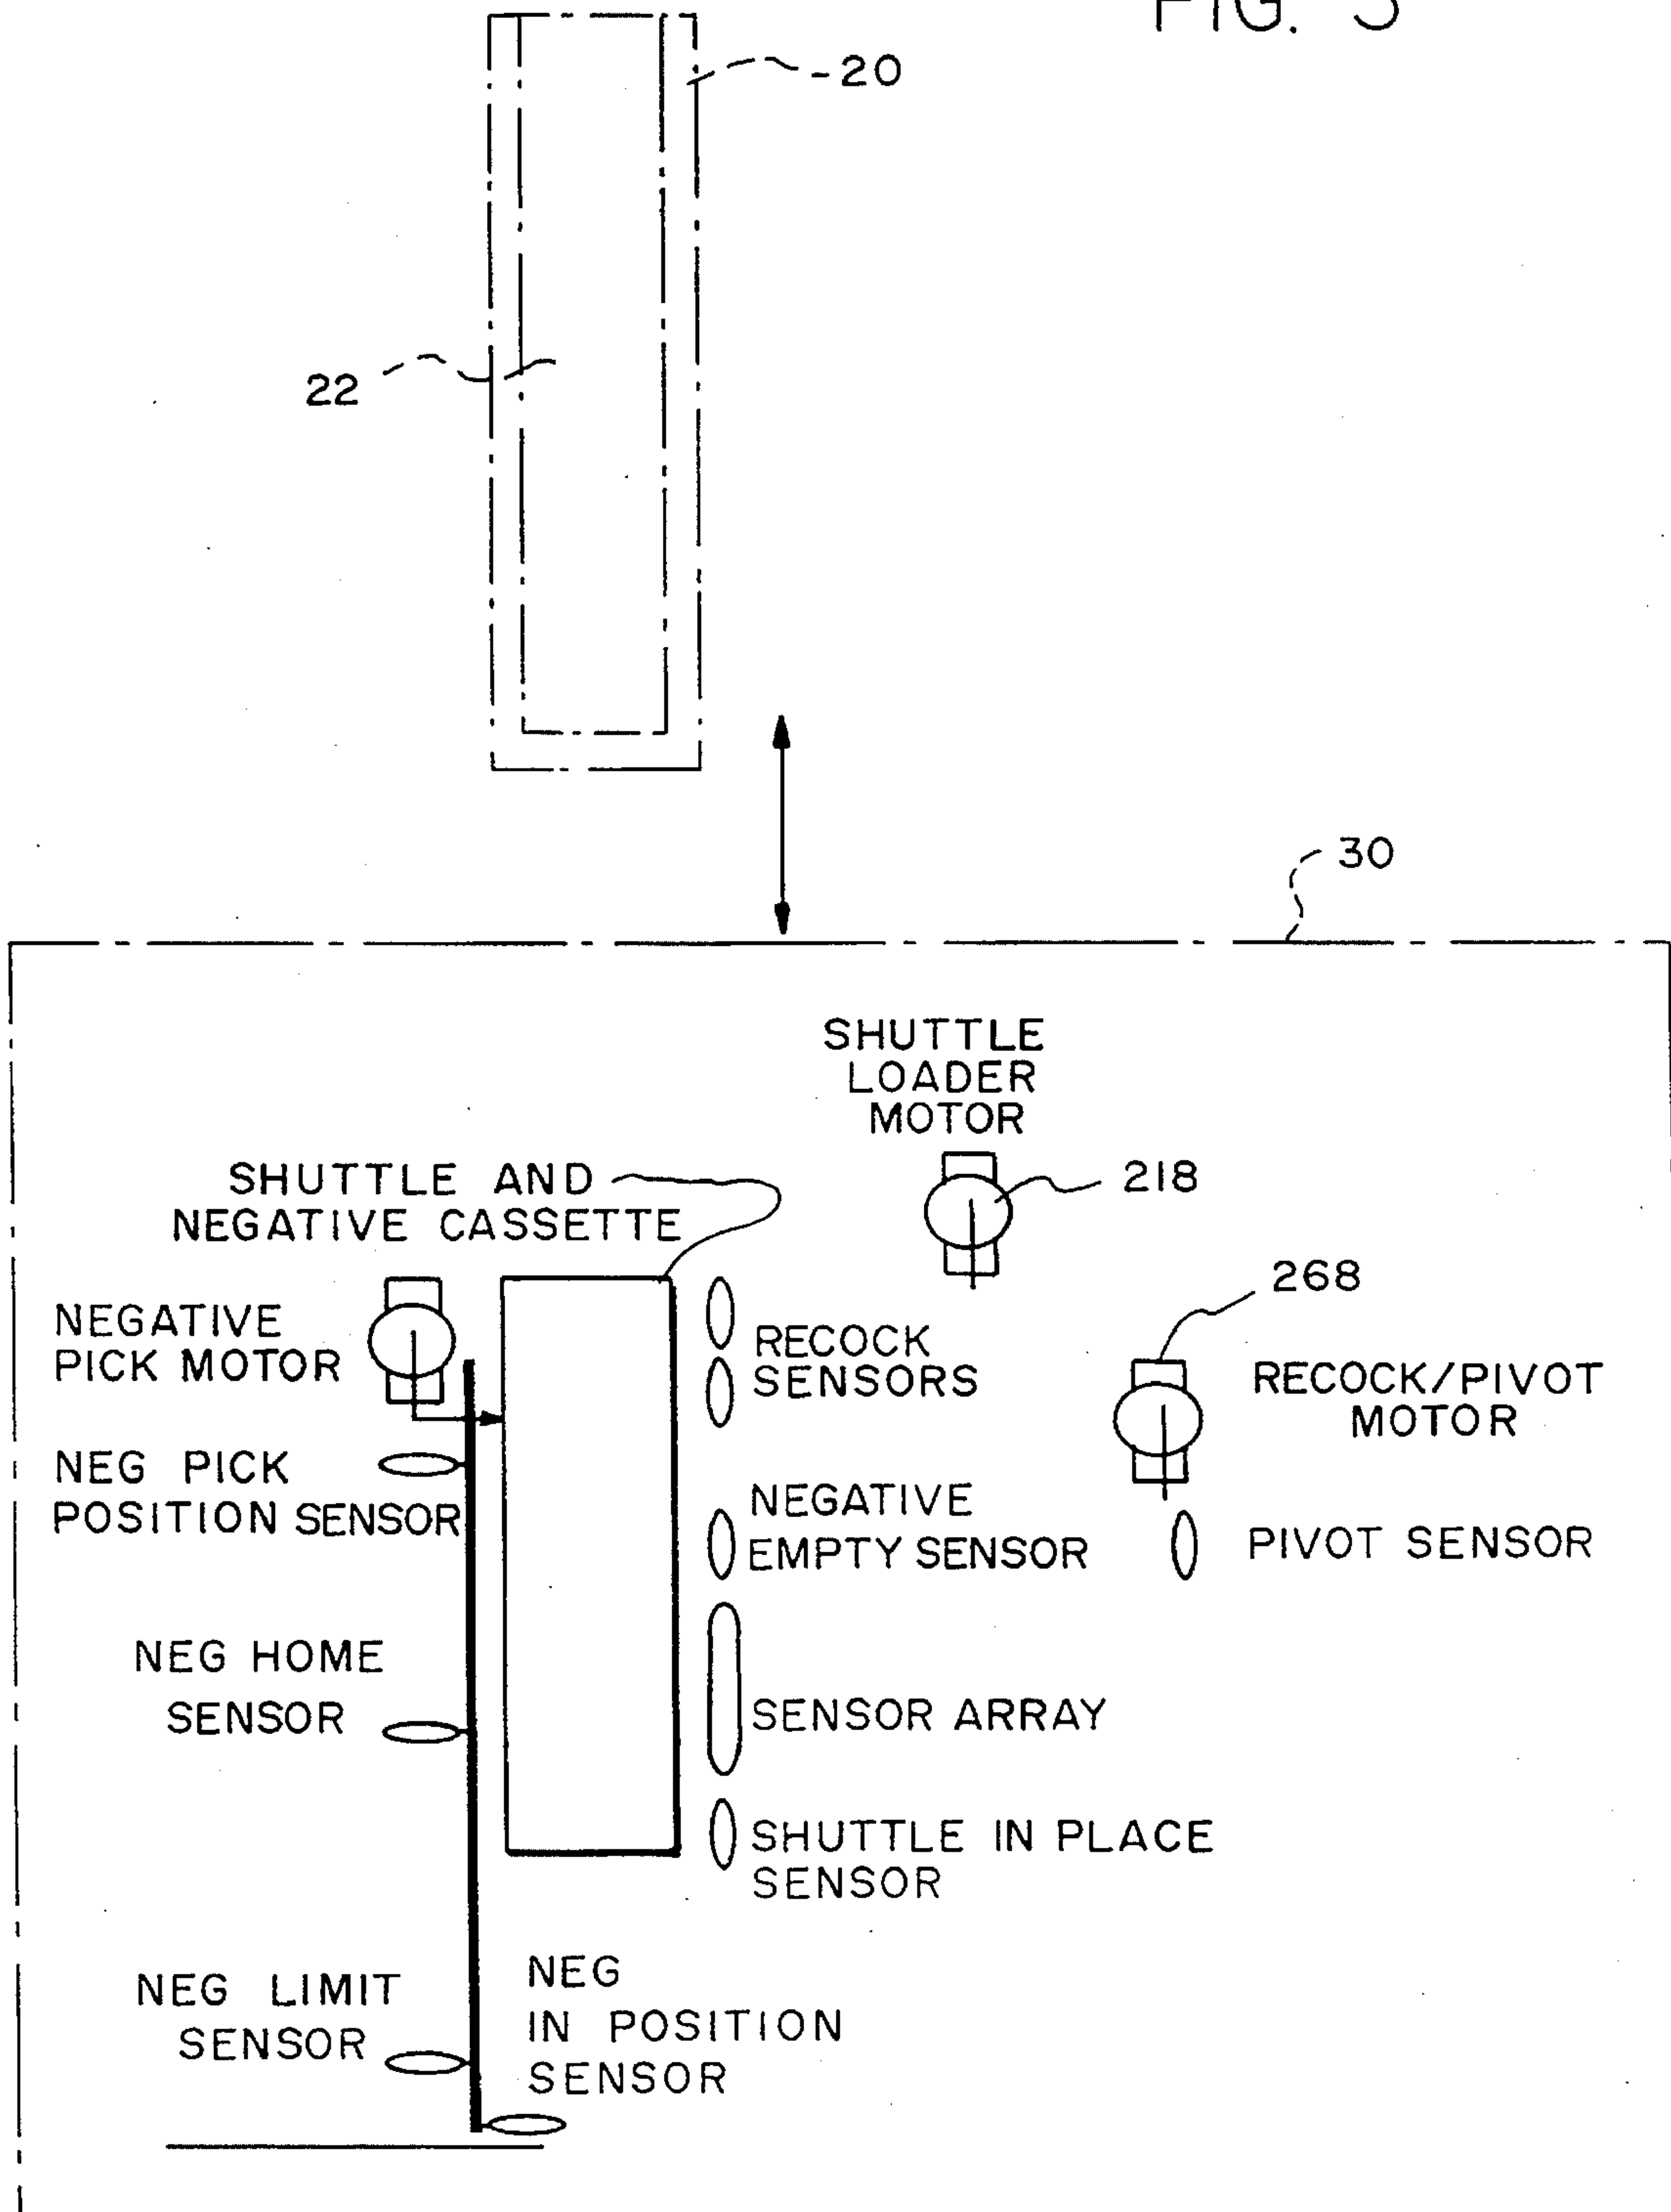 FIG. 3
20
22
30
SHUTTLE
LOADER
MOTOR
218
SHUTTLE AND
NEGATIVE CASSETTE
268
NEGATIVE
PICK MOTOR
RECOCK
SENSORS
RECOCK/PIVOT
MOTOR
NEG PICK
POSITION SENSOR
NEGATIVE
EMPTY SENSOR
PIVOT SENSOR
NEG HOME
SENSOR
SENSOR ARRAY
SHUTTLE IN PLACE
SENSOR
NEG LIMIT
SENSOR
NEG
IN POSITION
SENSOR